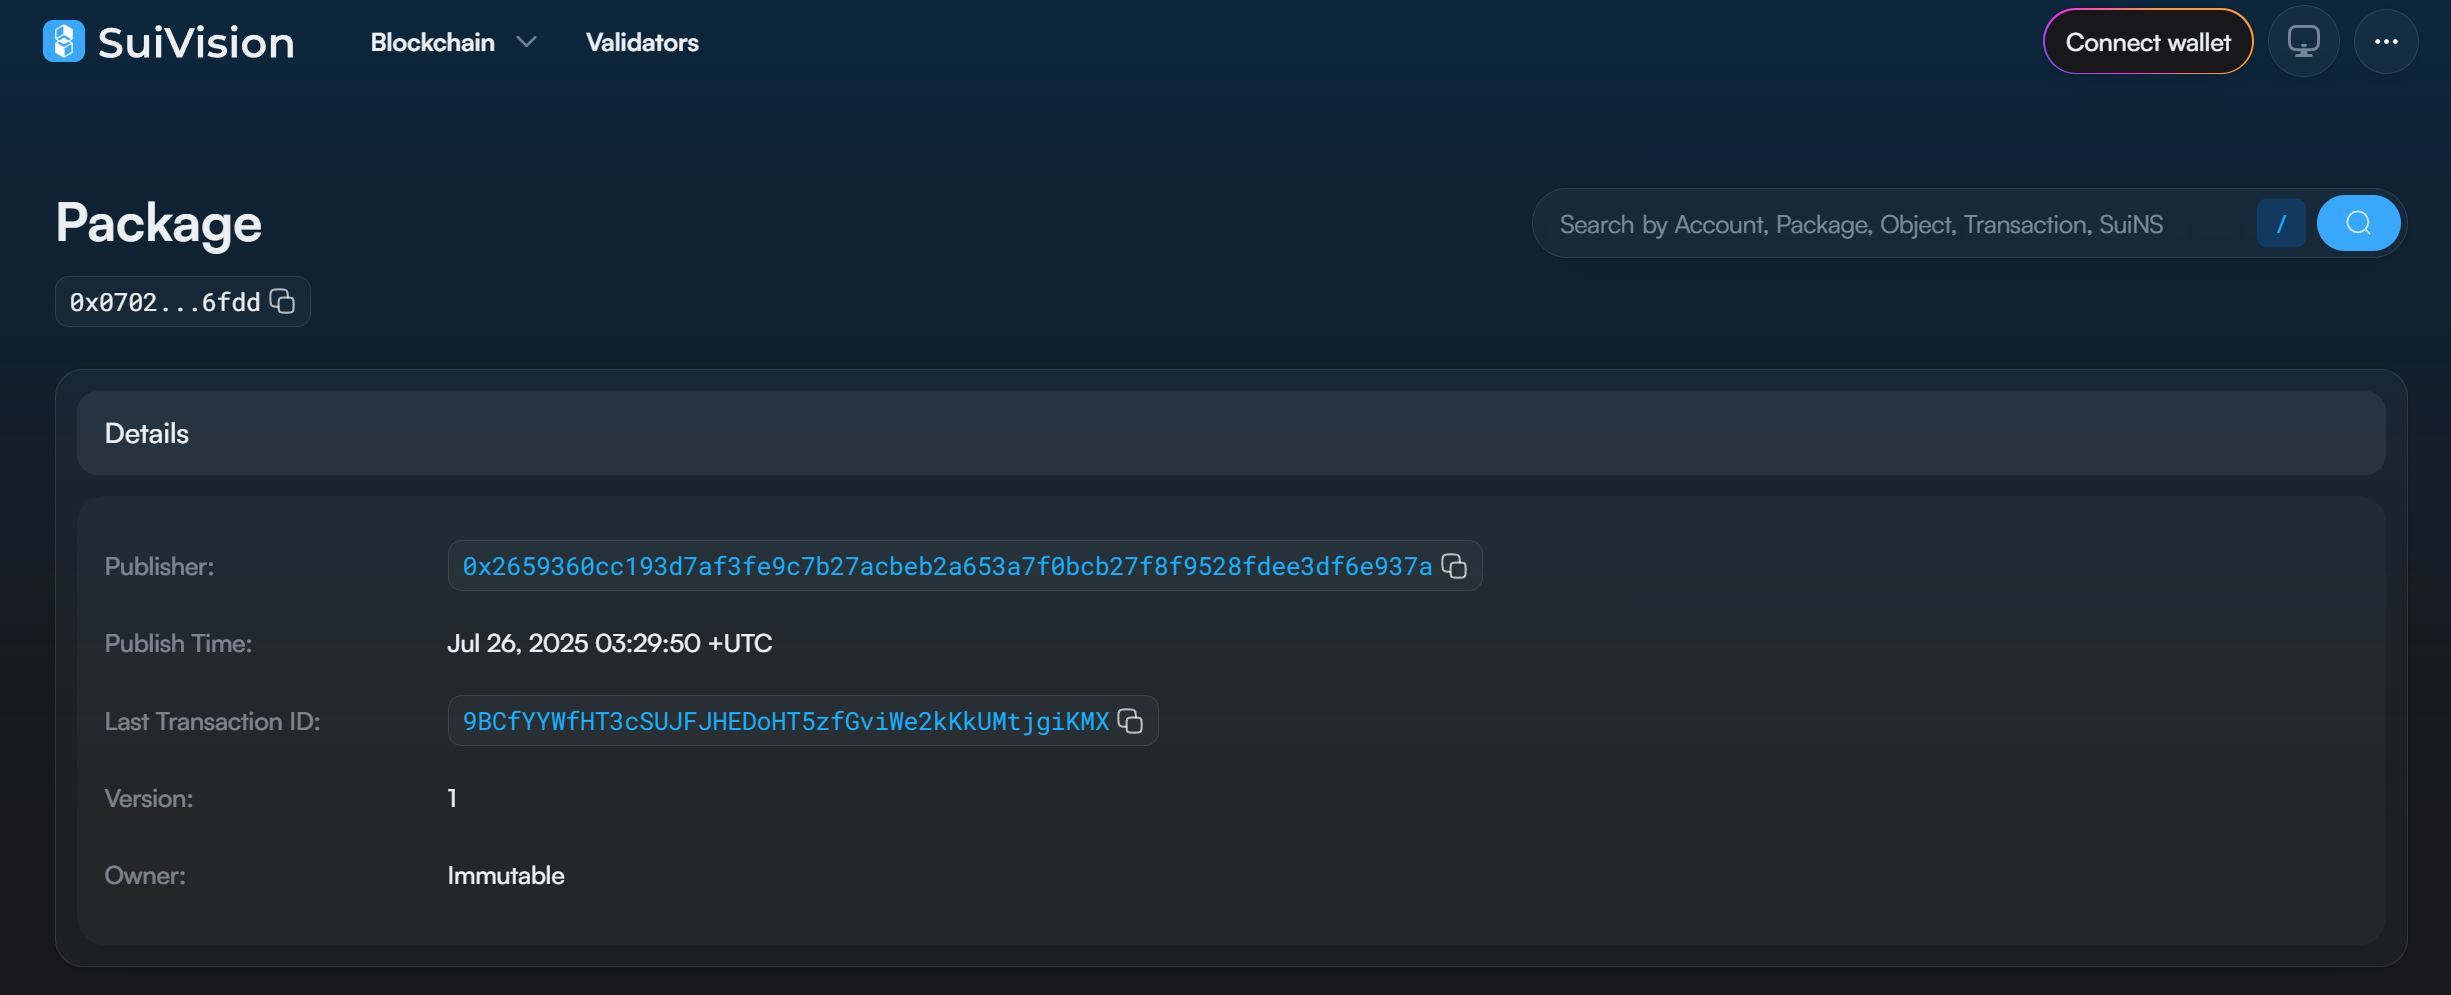 SuiVision
Blockchain
Validators
Connect wallet
Package
Search by Account, Package, Object, Transaction, SuiNS
/
0x0702...6fdd
Details
Publisher:
0x2659360cc193d7af3fe9c7b27acbeb2a653a7f0bcb27f8f9528fdee3df6e937a
Publish Time:
Jul 26, 2025 03:29:50 +UTC
Last Transaction ID:
9BCfYYWfHT3cSUJFJHEDoHT5zfGviWe2kKkUMtjgiKMX
Version:
1
Owner:
Immutable